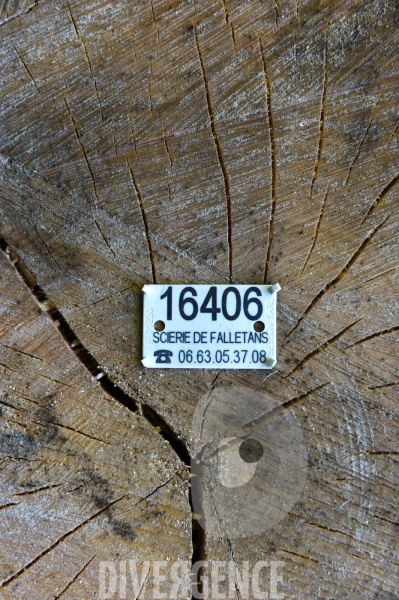 16406
SCIERIE DE FALLETANS
☎ 06.63.05.37.08
DIVERGENCE